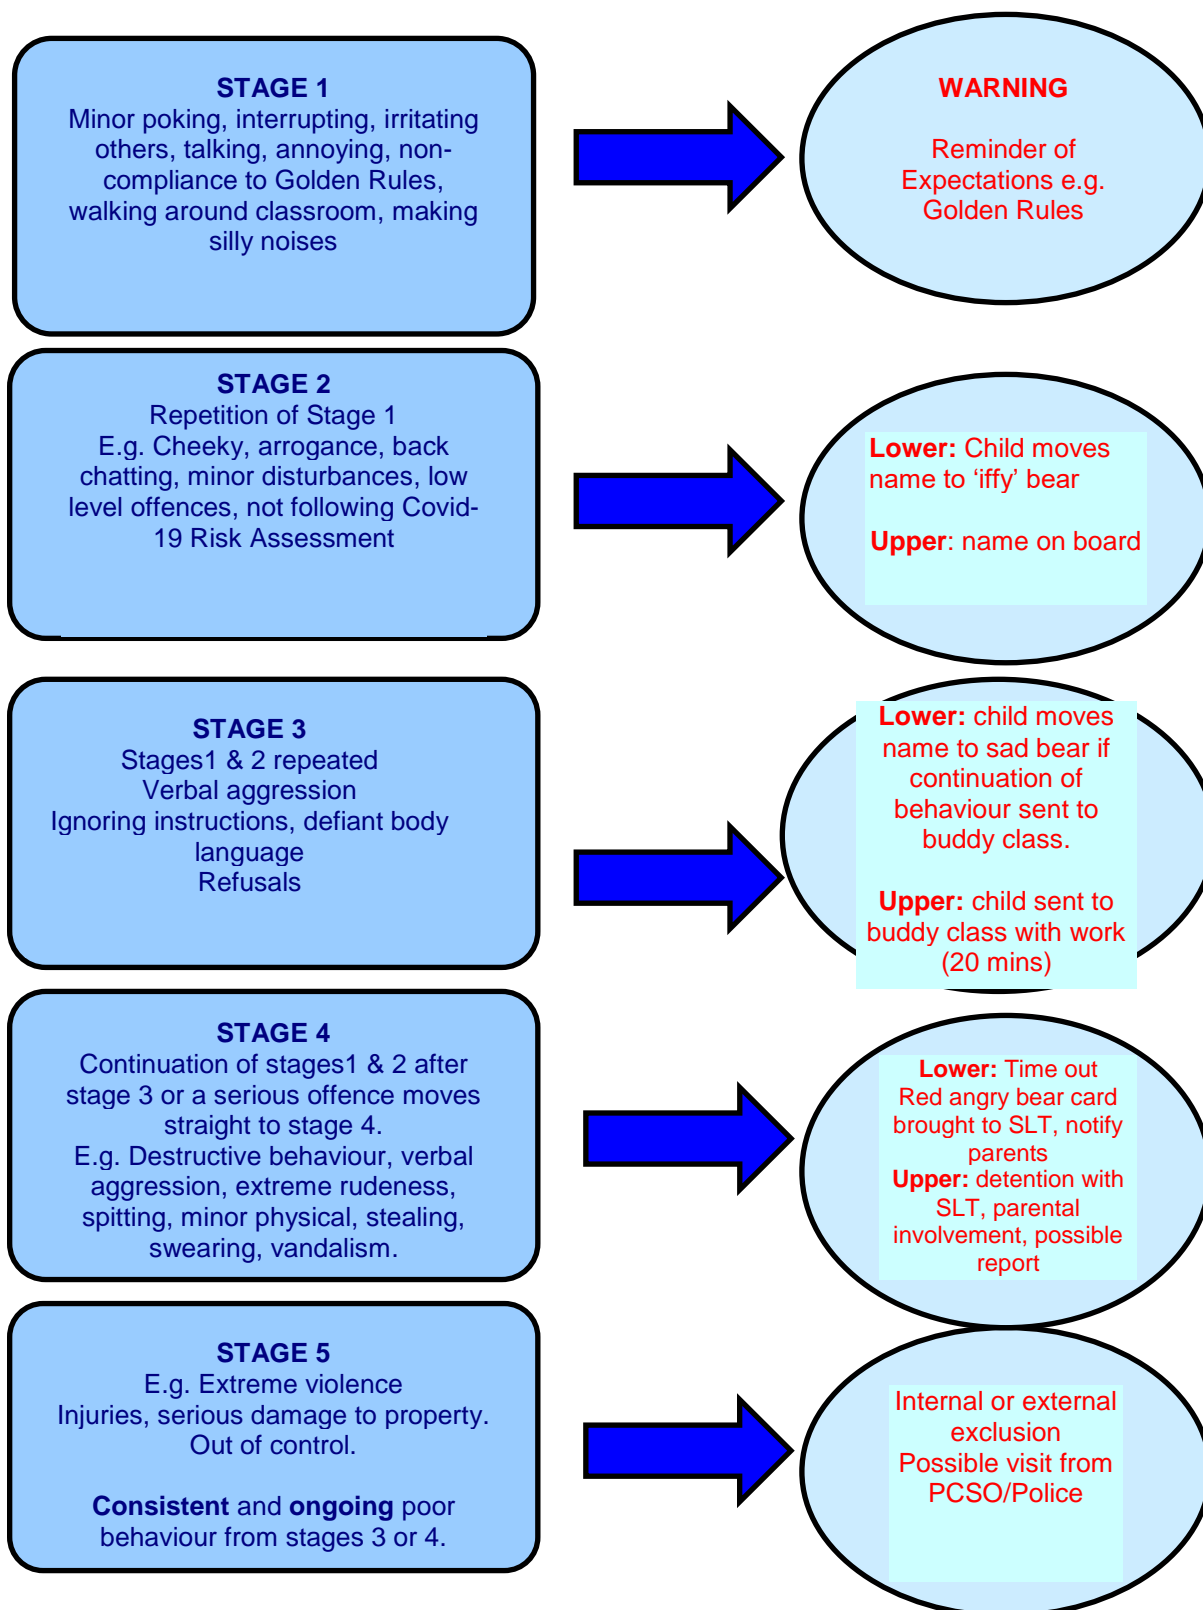 STAGE 1
Minor poking, interrupting, irritating
others, talking, annoying, non-
compliance to Golden Rules,
walking around classroom, making
silly noises
WARNING
Reminder of
Expectations e.g.
Golden Rules
STAGE 2
Repetition of Stage 1
E.g. Cheeky, arrogance, back
chatting, minor disturbances, low
level offences, not following Covid-
19 Risk Assessment
Lower: Child moves
name to ‘iffy’ bear
Upper: name on board
STAGE 3
Stages1 & 2 repeated
Verbal aggression
Ignoring instructions, defiant body
language
Refusals
Lower: child moves
name to sad bear if
continuation of
behaviour sent to
buddy class.
Upper: child sent to
buddy class with work
(20 mins)
STAGE 4
Continuation of stages1 & 2 after
stage 3 or a serious offence moves
straight to stage 4.
E.g. Destructive behaviour, verbal
aggression, extreme rudeness,
spitting, minor physical, stealing,
swearing, vandalism.
Lower: Time out
Red angry bear card
brought to SLT, notify
parents
Upper: detention with
SLT, parental
involvement, possible
report
STAGE 5
E.g. Extreme violence
Injuries, serious damage to property.
Out of control.
Consistent and ongoing poor
behaviour from stages 3 or 4.
Internal or external
exclusion
Possible visit from
PCSO/Police